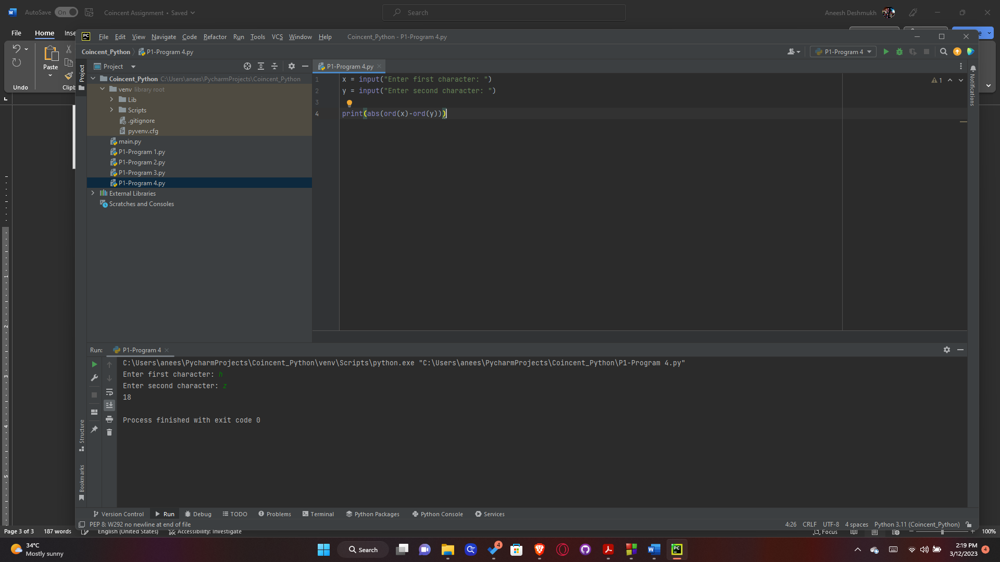 AutoSave On Coincent Assignment • Saved Search Aneesh Deshmukh
File Home Inse
Paste
Undo Clipb
PC File Edit View Navigate Code Refactor Run Tools VCS Window Help Coincent_Python - P1-Program 4.py
Coincent_Python P1-Program 4.py P1-Program 4
Project
Project
Coincent_Python C:\Users\anees\PycharmProjects\Coincent_Python
venv library root
Lib
Scripts
.gitignore
pyvenv.cfg
main.py
P1-Program 1.py
P1-Program 2.py
P1-Program 3.py
P1-Program 4.py
External Libraries
Scratches and Consoles
P1-Program 4.py
1 x = input("Enter first character: ")
2 y = input("Enter second character: ")
3
4 print(abs(ord(x)-ord(y)))
1
Notifications
Run: P1-Program 4
C:\Users\anees\PycharmProjects\Coincent_Python\venv\Scripts\python.exe "C:\Users\anees\PycharmProjects\Coincent_Python\P1-Program 4.py"
Enter first character: h
Enter second character: z
18
Process finished with exit code 0
Structure
Bookmarks
Version Control Run Debug TODO Problems Terminal Python Packages Python Console Services
PEP 8: W292 no newline at end of file 4:26 CRLF UTF-8 4 spaces Python 3.11 (Coincent_Python)
Page 3 of 3 187 words English (United States) Accessibility: Investigate Focus 100%
34°C
Mostly sunny
Search
4
PC
2:19 PM
3/12/2023
4